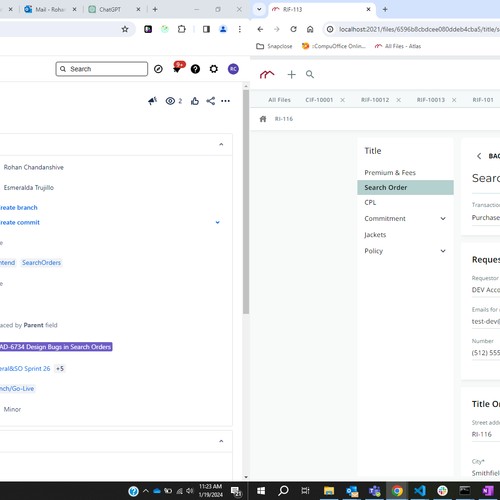 Mail - Rohan
ChatGPT
RIF-113
localhost:2021/files/6596b8cbdcee080ddeb4cba5/title/s
Snapclose
:CompuOffice Onlin...
All Files - Atlas
Search
9+
RC
2
All Files
CIF-10001
RIF-10012
RIF-10013
RIF-101
RI-116
Rohan Chandanshive
Esmeralda Trujillo
reate branch
reate commit
e
ntend
SearchOrders
e
aced by Parent field
AD-6734 Design Bugs in Search Orders
eral&SO Sprint 26
+5
nch/Go-Live
Minor
Title
Premium & Fees
Search Order
CPL
Commitment
Jackets
Policy
BAC
Searc
Transactio
Purchase
Reques
Requestor
DEV Acco
Emails for
test-dev@
Number
(512) 555
Title Or
Street addr
RI-116
City*
Smithfiel
11:23 AM
1/19/2024